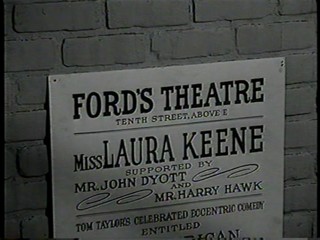 FORD'S THEATRE
TENTH STREET, ABOVE E
MISS LAURA KEENE
SUPPORTED BY
MR. JOHN DYOTT
AND
MR. HARRY HAWK
TOM TAYLOR'S CELEBRATED ECCENTRIC COMEDY
ENTITLED